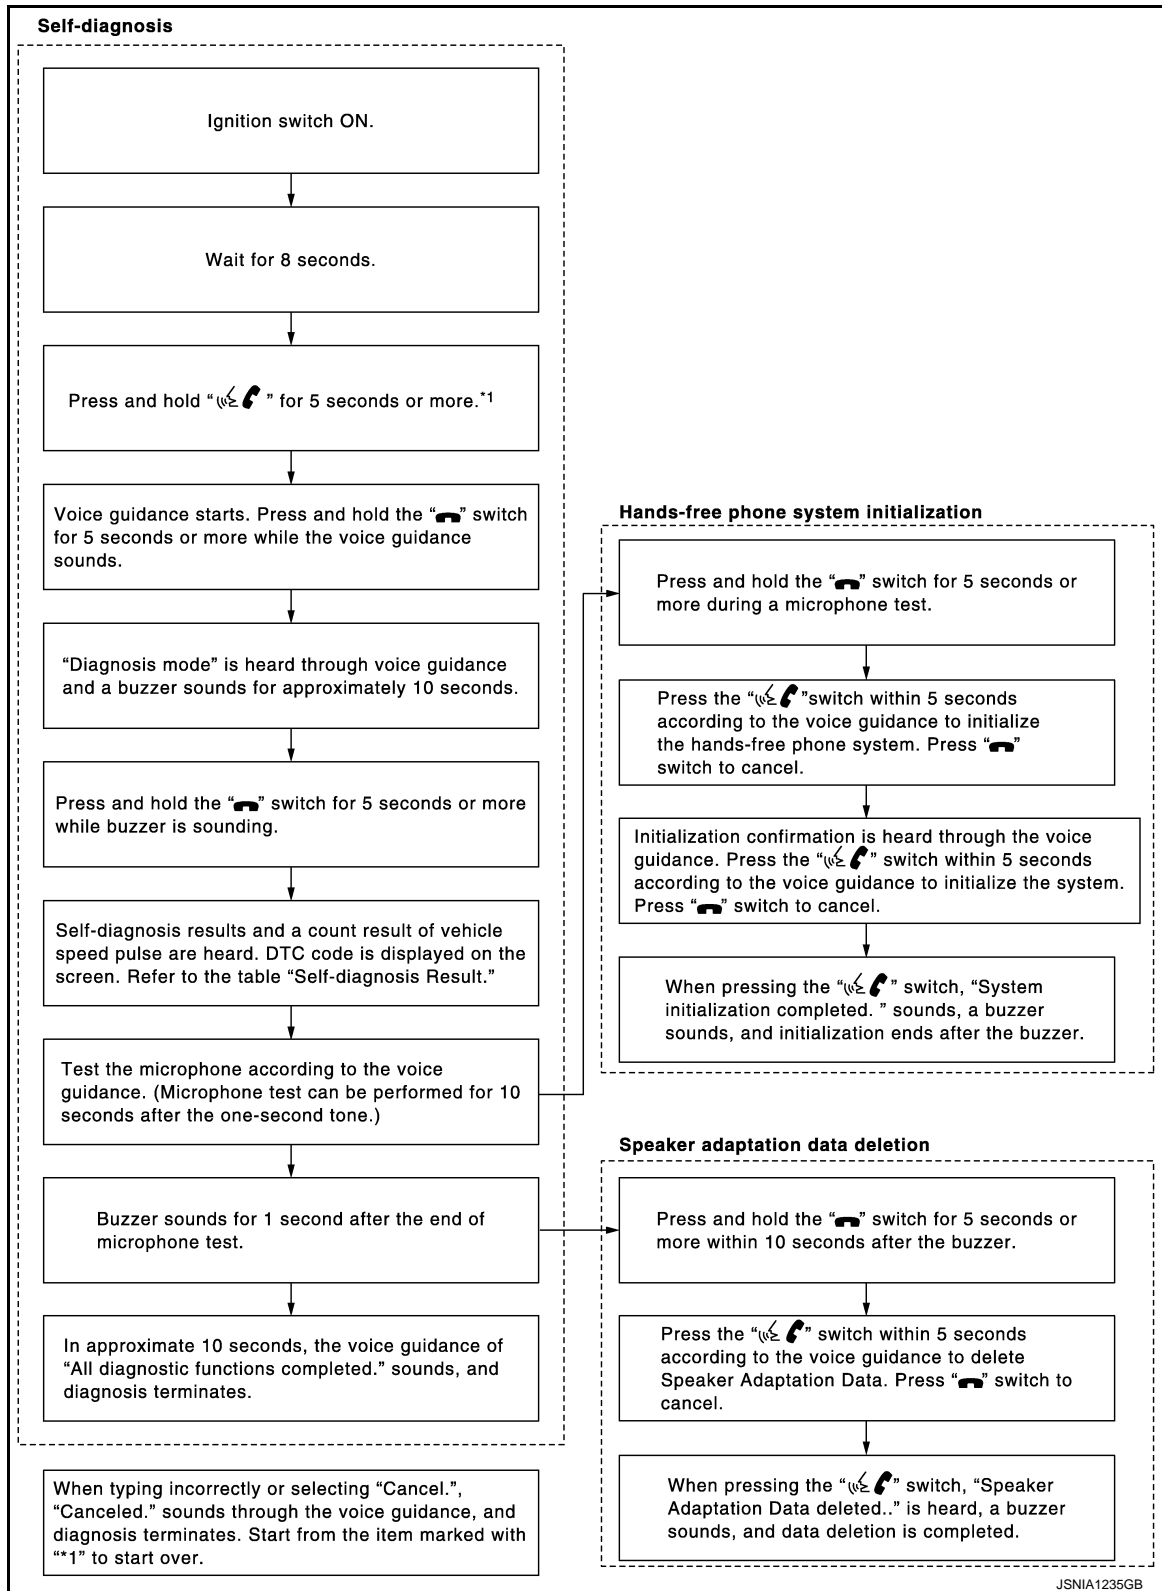 Self-diagnosis
Ignition switch ON.
Wait for 8 seconds.
Press and hold “ ” for 5 seconds or more.*1
Voice guidance starts. Press and hold the “ ” switch
for 5 seconds or more while the voice guidance
sounds.
“Diagnosis mode” is heard through voice guidance
and a buzzer sounds for approximately 10 seconds.
Press and hold the “ ” switch for 5 seconds or more
while buzzer is sounding.
Self-diagnosis results and a count result of vehicle
speed pulse are heard. DTC code is displayed on the
screen. Refer to the table “Self-diagnosis Result.”
Test the microphone according to the voice
guidance. (Microphone test can be performed for 10
seconds after the one-second tone.)
Buzzer sounds for 1 second after the end of
microphone test.
In approximate 10 seconds, the voice guidance of
“All diagnostic functions completed.” sounds, and
diagnosis terminates.
When typing incorrectly or selecting “Cancel.”,
“Canceled.” sounds through the voice guidance, and
diagnosis terminates. Start from the item marked with
“*1” to start over.
Hands-free phone system initialization
Press and hold the “ ” switch for 5 seconds or
more during a microphone test.
Press the “ ”switch within 5 seconds
according to the voice guidance to initialize
the hands-free phone system. Press “ ”
switch to cancel.
Initialization confirmation is heard through the voice
guidance. Press the “ ” switch within 5 seconds
according to the voice guidance to initialize the system.
Press “ ” switch to cancel.
When pressing the “ ” switch, “System
initialization completed. ” sounds, a buzzer
sounds, and initialization ends after the buzzer.
Speaker adaptation data deletion
Press and hold the “ ” switch for 5 seconds or
more within 10 seconds after the buzzer.
Press the “ ” switch within 5 seconds
according to the voice guidance to delete
Speaker Adaptation Data. Press “ ” switch to
cancel.
When pressing the “ ” switch, “Speaker
Adaptation Data deleted..” is heard, a buzzer
sounds, and data deletion is completed.
JSNIA1235GB